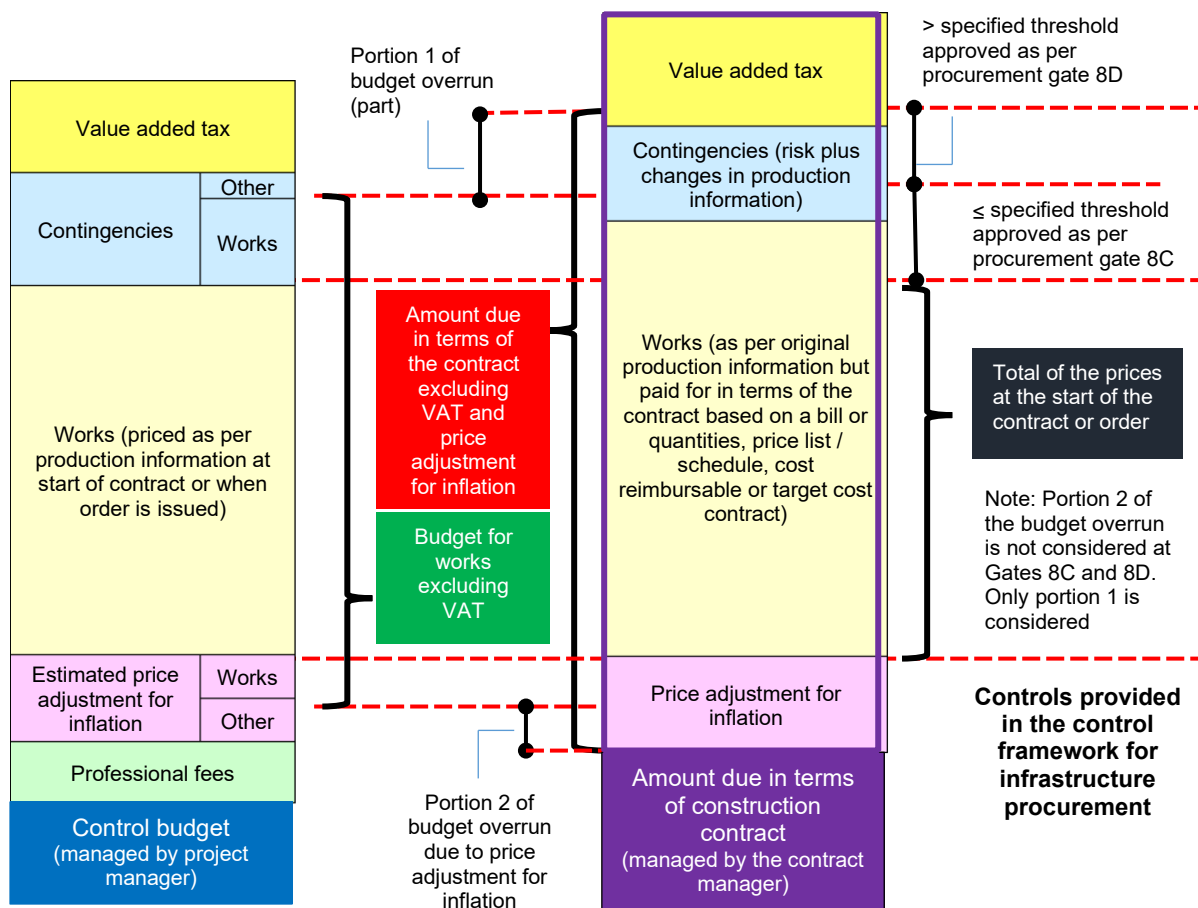 Value added tax
Contingencies
Other
Works
Works (priced as per
production information at
start of contract or when
order is issued)
Estimated price
adjustment for
inflation
Works
Other
Professional fees
Control budget
(managed by project
manager)
Portion 1 of
budget overrun
(part)
Amount due
in terms of
the contract
excluding
VAT and
price
adjustment
for inflation
Budget for
works
excluding
VAT
Portion 2 of
budget overrun
due to price
adjustment for
inflation
Value added tax
Contingencies (risk plus
changes in production
information)
Works (as per original
production information but
paid for in terms of the
contract based on a bill or
quantities, price list /
schedule, cost
reimbursable or target cost
contract)
Price adjustment for
inflation
Amount due in terms
of construction
contract
(managed by the contract
manager)
> specified threshold
approved as per
procurement gate 8D
≤ specified threshold
approved as per
procurement gate 8C
Total of the prices
at the start of the
contract or order
Note: Portion 2 of
the budget overrun
is not considered at
Gates 8C and 8D.
Only portion 1 is
considered
Controls provided
in the control
framework for
infrastructure
procurement